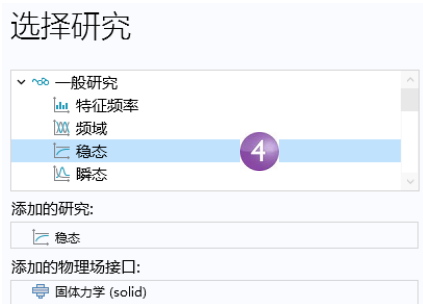 选择研究
一般研究
特征频率
频域
稳态
4
瞬态
添加的研究:
稳态
添加的物理场接口:
固体力学 (solid)